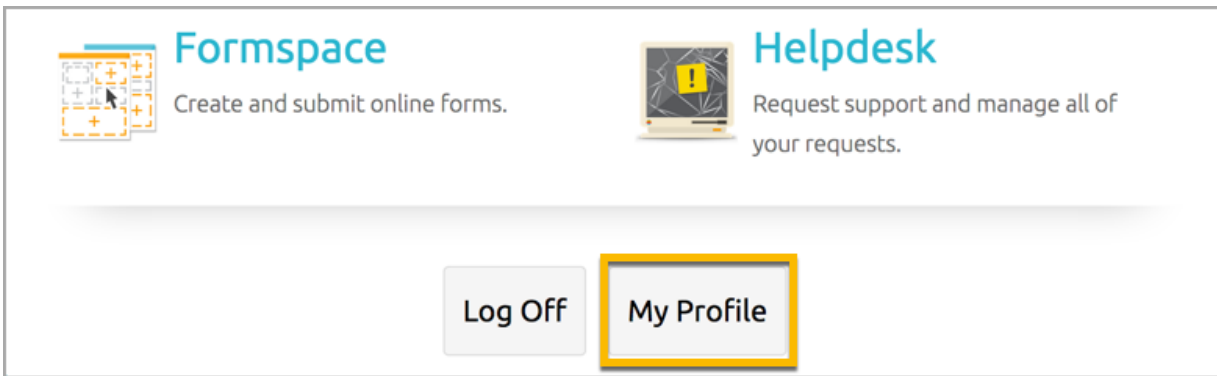 Formspace
Create and submit online forms.
Helpdesk
Request support and manage all of
your requests.
!
Log Off
My Profile